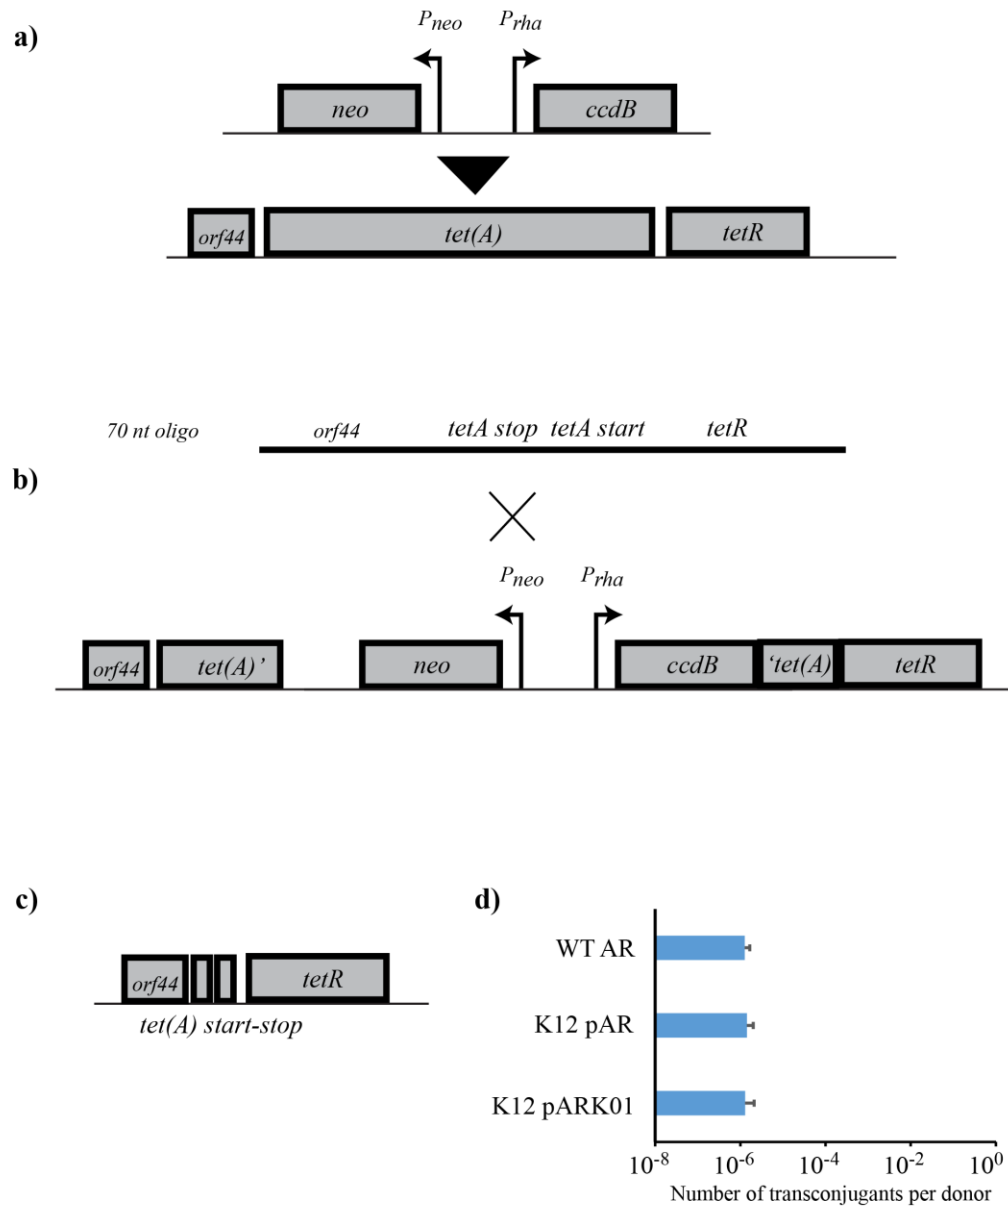 a)
Pneo Prha
neo ccdB
orf44 tet(A) tetR
70 nt oligo orf44 tetA stop tetA start tetR
b)
Pneo Prha
orf44 tet(A)’ neo ccdB ‘tet(A) tetR
c)
orf44 tetR
tet(A) start-stop
d)
WT AR
K12 pAR
K12 pARK01
10-8 10-6 10-4 10-2 100
Number of transconjugants per donor